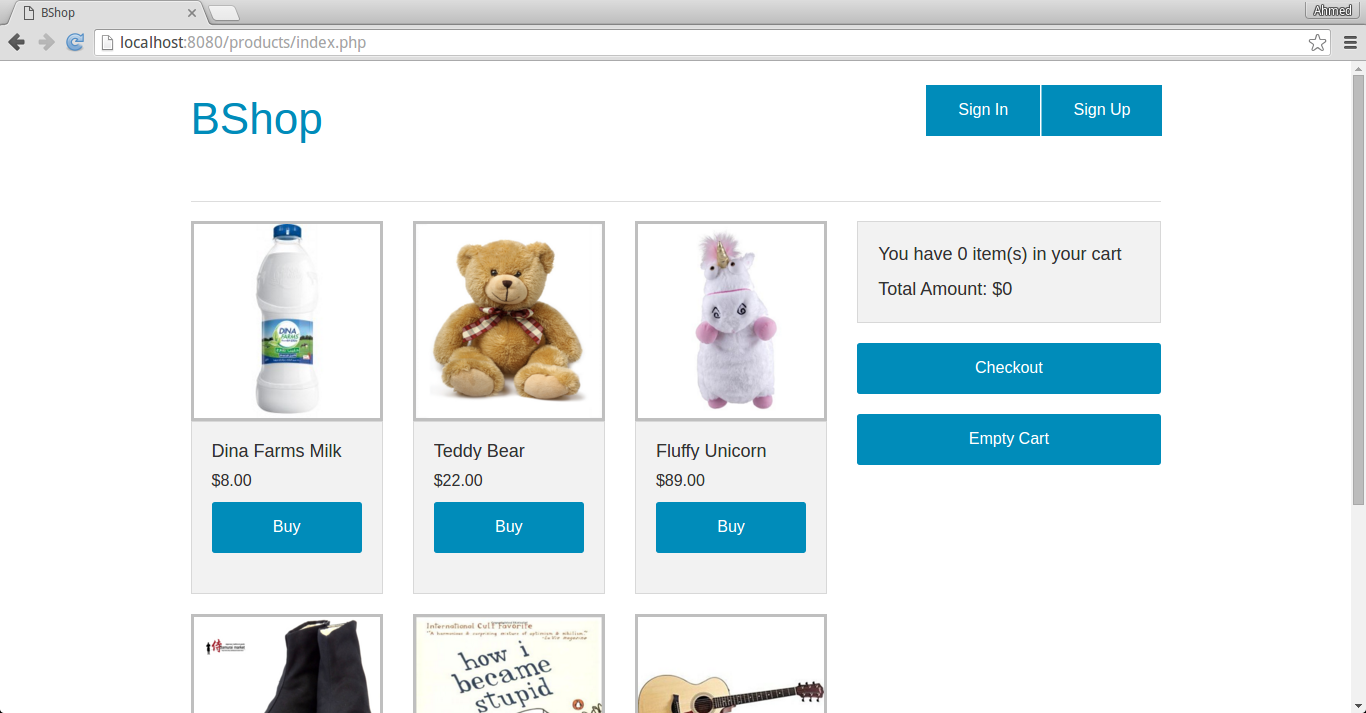 BShop
Ahmed
localhost:8080/products/index.php
BShop
Sign In
Sign Up
You have 0 item(s) in your cart
Total Amount: $0
Checkout
Empty Cart
DINA
FARMS
Dina Farms Milk
$8.00
Buy
Teddy Bear
$22.00
Buy
Fluffy Unicorn
$89.00
Buy
侍
International Cult Favorite
how i
became
stupid